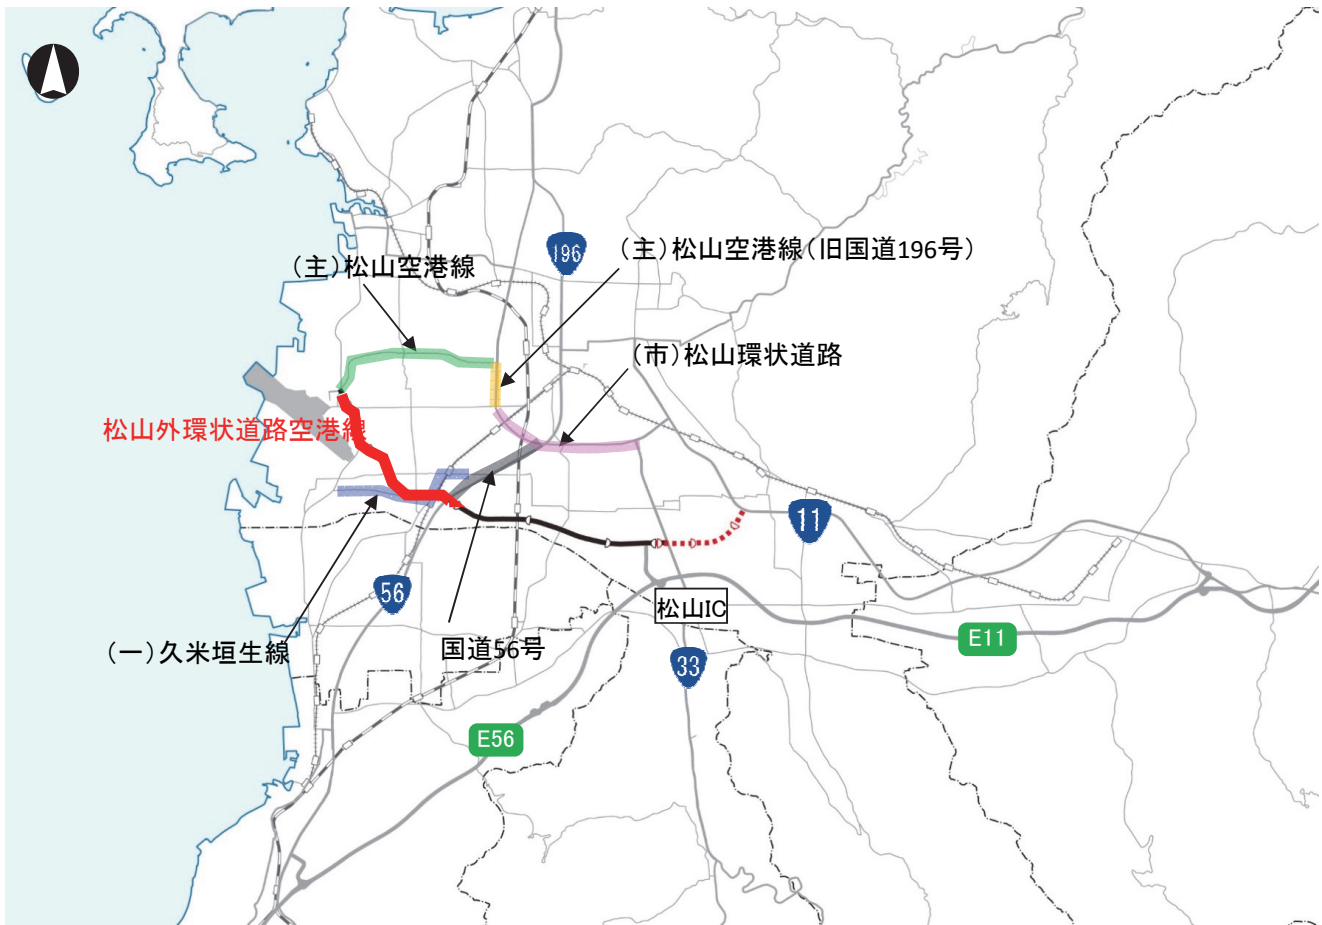 196
（主）松山空港線（旧国道196号）
（主）松山空港線
（市）松山環状道路
松山外環状道路空港線
11
56
松山IC
E11
（一）久米垣生線
国道56号
33
E56